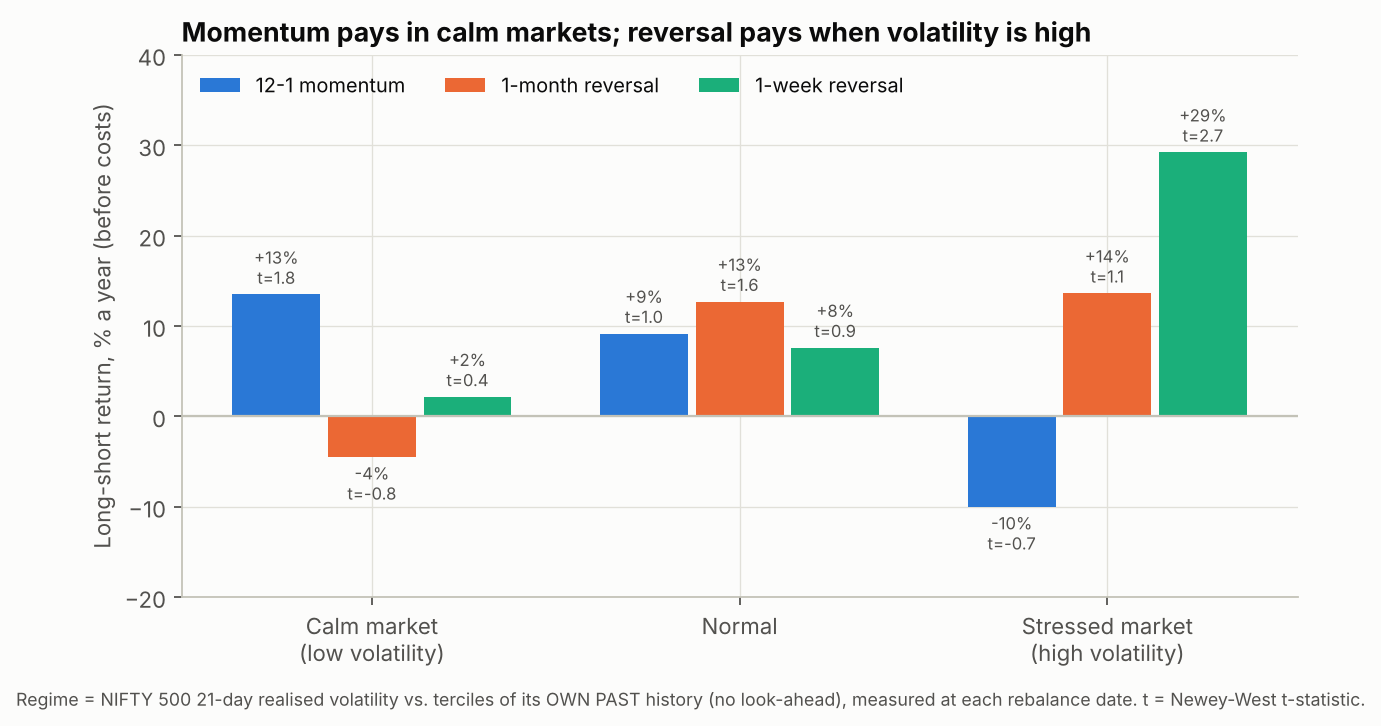 Momentum pays in calm markets; reversal pays when volatility is high
12-1 momentum
1-month reversal
1-week reversal
Long-short return, % a year (before costs)
40
30
20
10
0
−10
−20
+13%
t=1.8
-4%
t=-0.8
+2%
t=0.4
+9%
t=1.0
+13%
t=1.6
+8%
t=0.9
-10%
t=-0.7
+14%
t=1.1
+29%
t=2.7
Calm market
(low volatility)
Normal
Stressed market
(high volatility)
Regime = NIFTY 500 21-day realised volatility vs. terciles of its OWN PAST history (no look-ahead), measured at each rebalance date. t = Newey-West t-statistic.